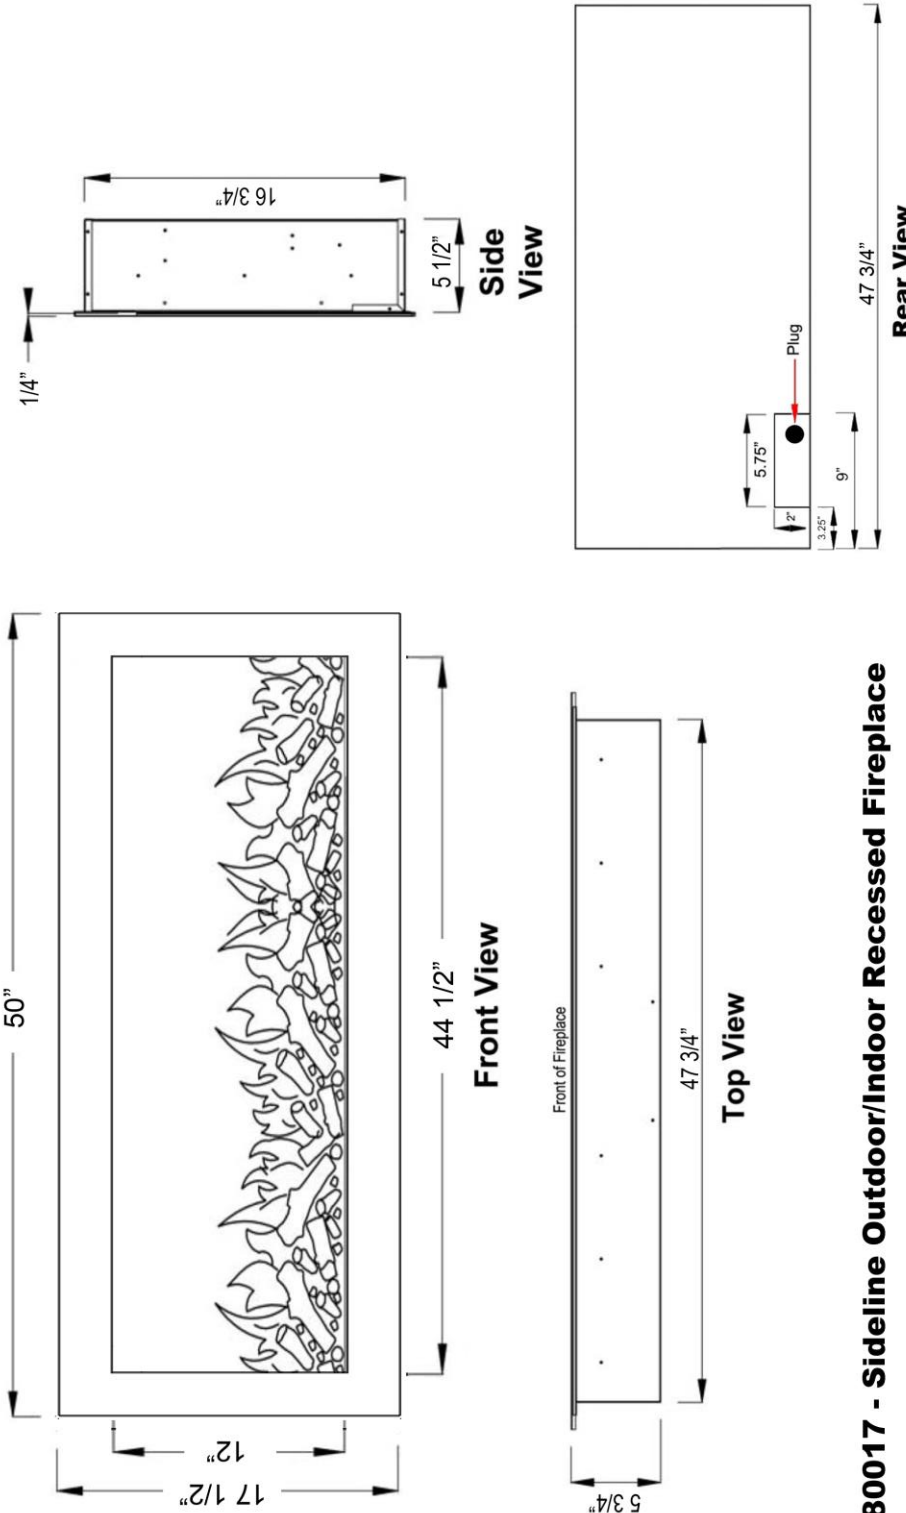 50”
17 1/2”
12”
44 1/2”
Front View
1/4”
16 3/4”
5 1/2”
Side
View
Front of Fireplace
5 3/4”
47 3/4”
Top View
Plug
5.75"
2"
3.25"
9"
47 3/4”
Rear View
80017 - Sideline Outdoor/Indoor Recessed Fireplace